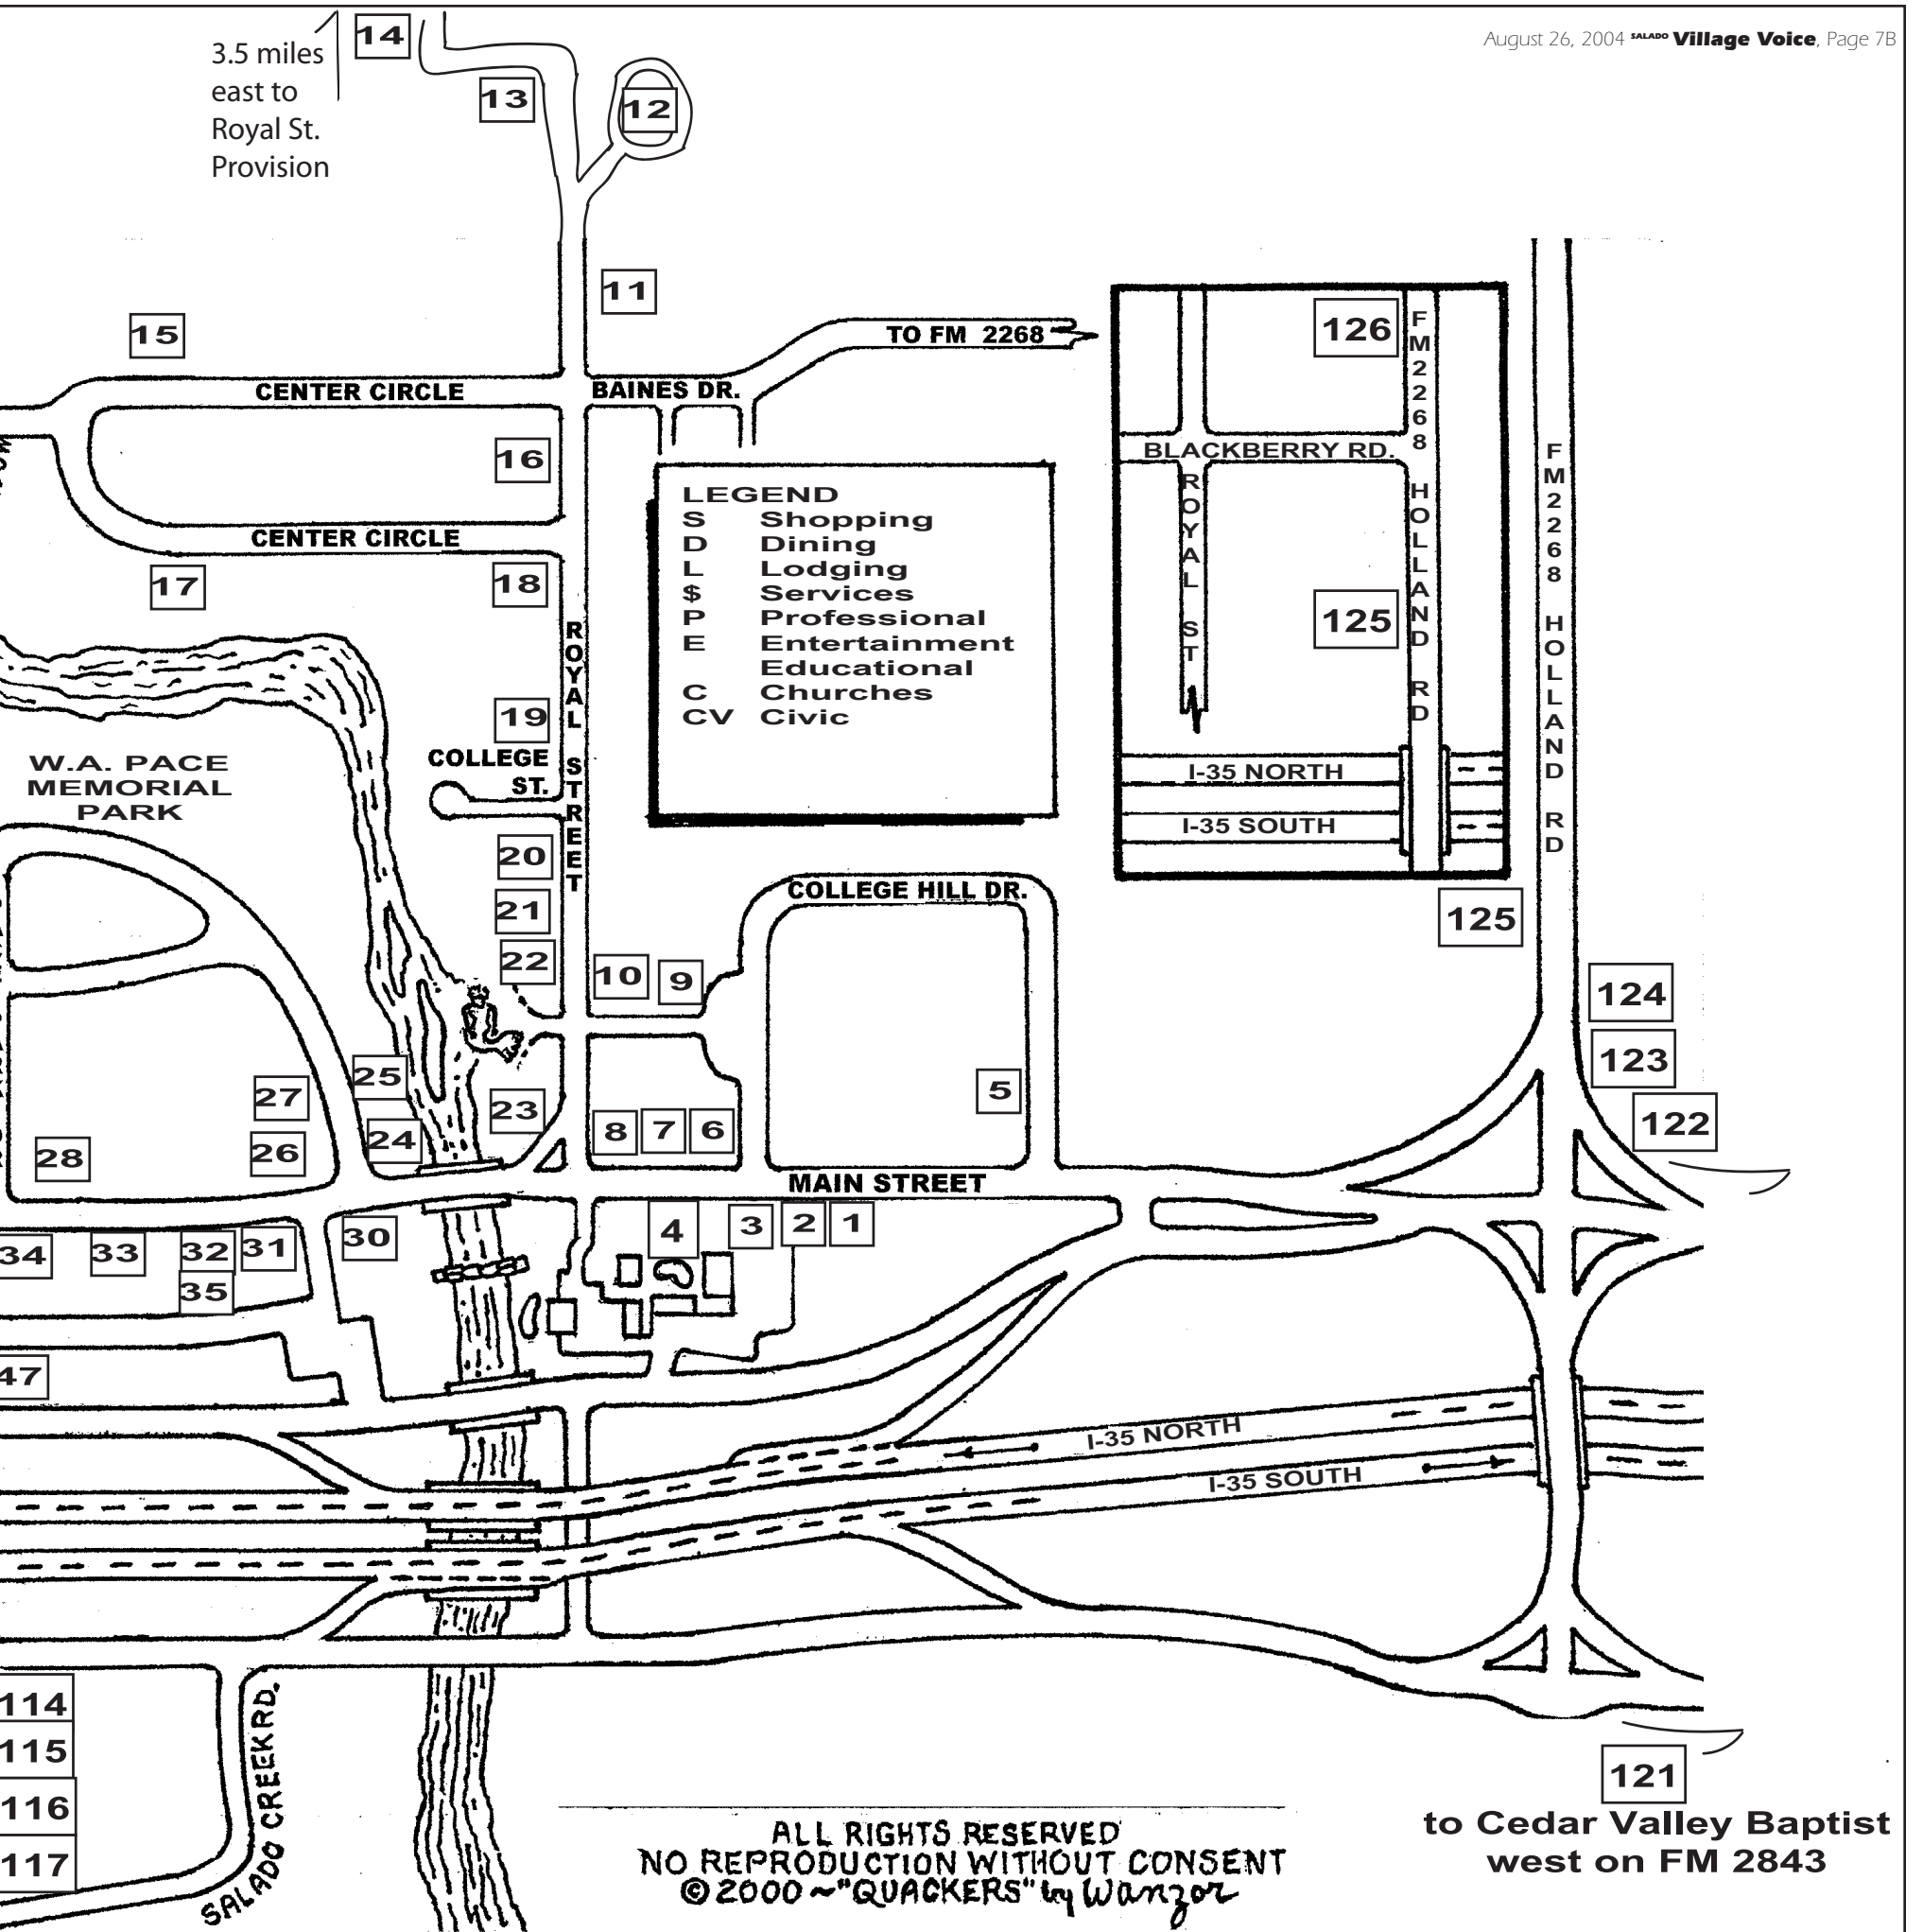 August 26, 2004 SALADO Village Voice, Page 7B
3.5 miles
east to
Royal St.
Provision
14
13
12
11
15
CENTER CIRCLE
BAINES DR.
TO FM 2268
16
CENTER CIRCLE
17
18
ROYAL STREET
19
COLLEGE
ST.
LEGEND
S Shopping
D Dining
L Lodging
$ Services
P Professional
E Entertainment
Educational
C Churches
CV Civic
126
FM2268 HOLLAND RD
BLACKBERRY RD.
ROYAL ST
125
I-35 NORTH
I-35 SOUTH
FM2268 HOLLAND RD
W.A. PACE
MEMORIAL
PARK
20
21
22
10
9
COLLEGE HILL DR.
125
124
123
122
25
27
23
5
28
26
24
8
7
6
MAIN STREET
34
33
32
31
30
4
3
2
1
35
47
I-35 NORTH
I-35 SOUTH
114
115
116
117
SALADO CREEK RD.
121
to Cedar Valley Baptist
west on FM 2843
ALL RIGHTS RESERVED
NO REPRODUCTION WITHOUT CONSENT
© 2000 ~ "QUACKERS" by Wanzor